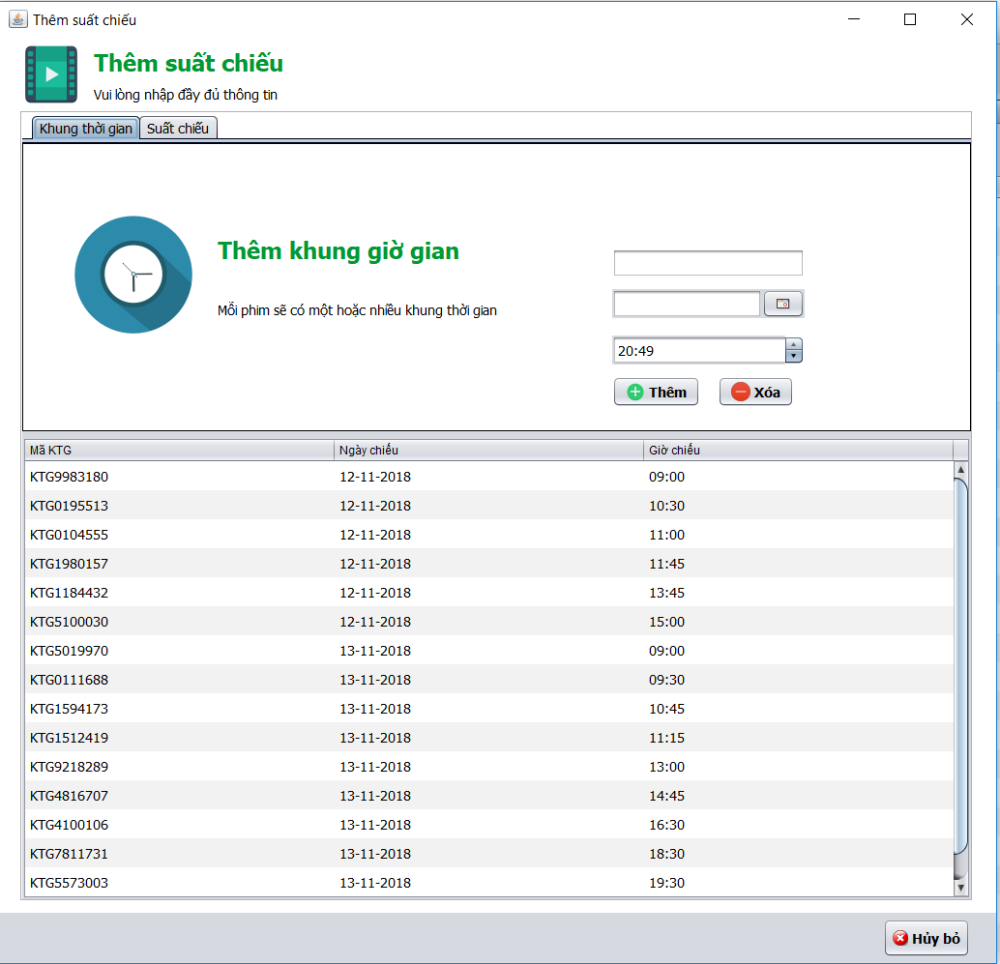 Thêm suất chiếu
Thêm suất chiếu
Vui lòng nhập đầy đủ thông tin
Khung thời gian Suất chiếu
Thêm khung giờ gian
Mỗi phim sẽ có một hoặc nhiều khung thời gian
20:49
Thêm Xóa
Mã KTG Ngày chiếu Giờ chiếu
KTG9983180 12-11-2018 09:00
KTG0195513 12-11-2018 10:30
KTG0104555 12-11-2018 11:00
KTG1980157 12-11-2018 11:45
KTG1184432 12-11-2018 13:45
KTG5100030 12-11-2018 15:00
KTG5019970 13-11-2018 09:00
KTG0111688 13-11-2018 09:30
KTG1594173 13-11-2018 10:45
KTG1512419 13-11-2018 11:15
KTG9218289 13-11-2018 13:00
KTG4816707 13-11-2018 14:45
KTG4100106 13-11-2018 16:30
KTG7811731 13-11-2018 18:30
KTG5573003 13-11-2018 19:30
Hủy bỏ